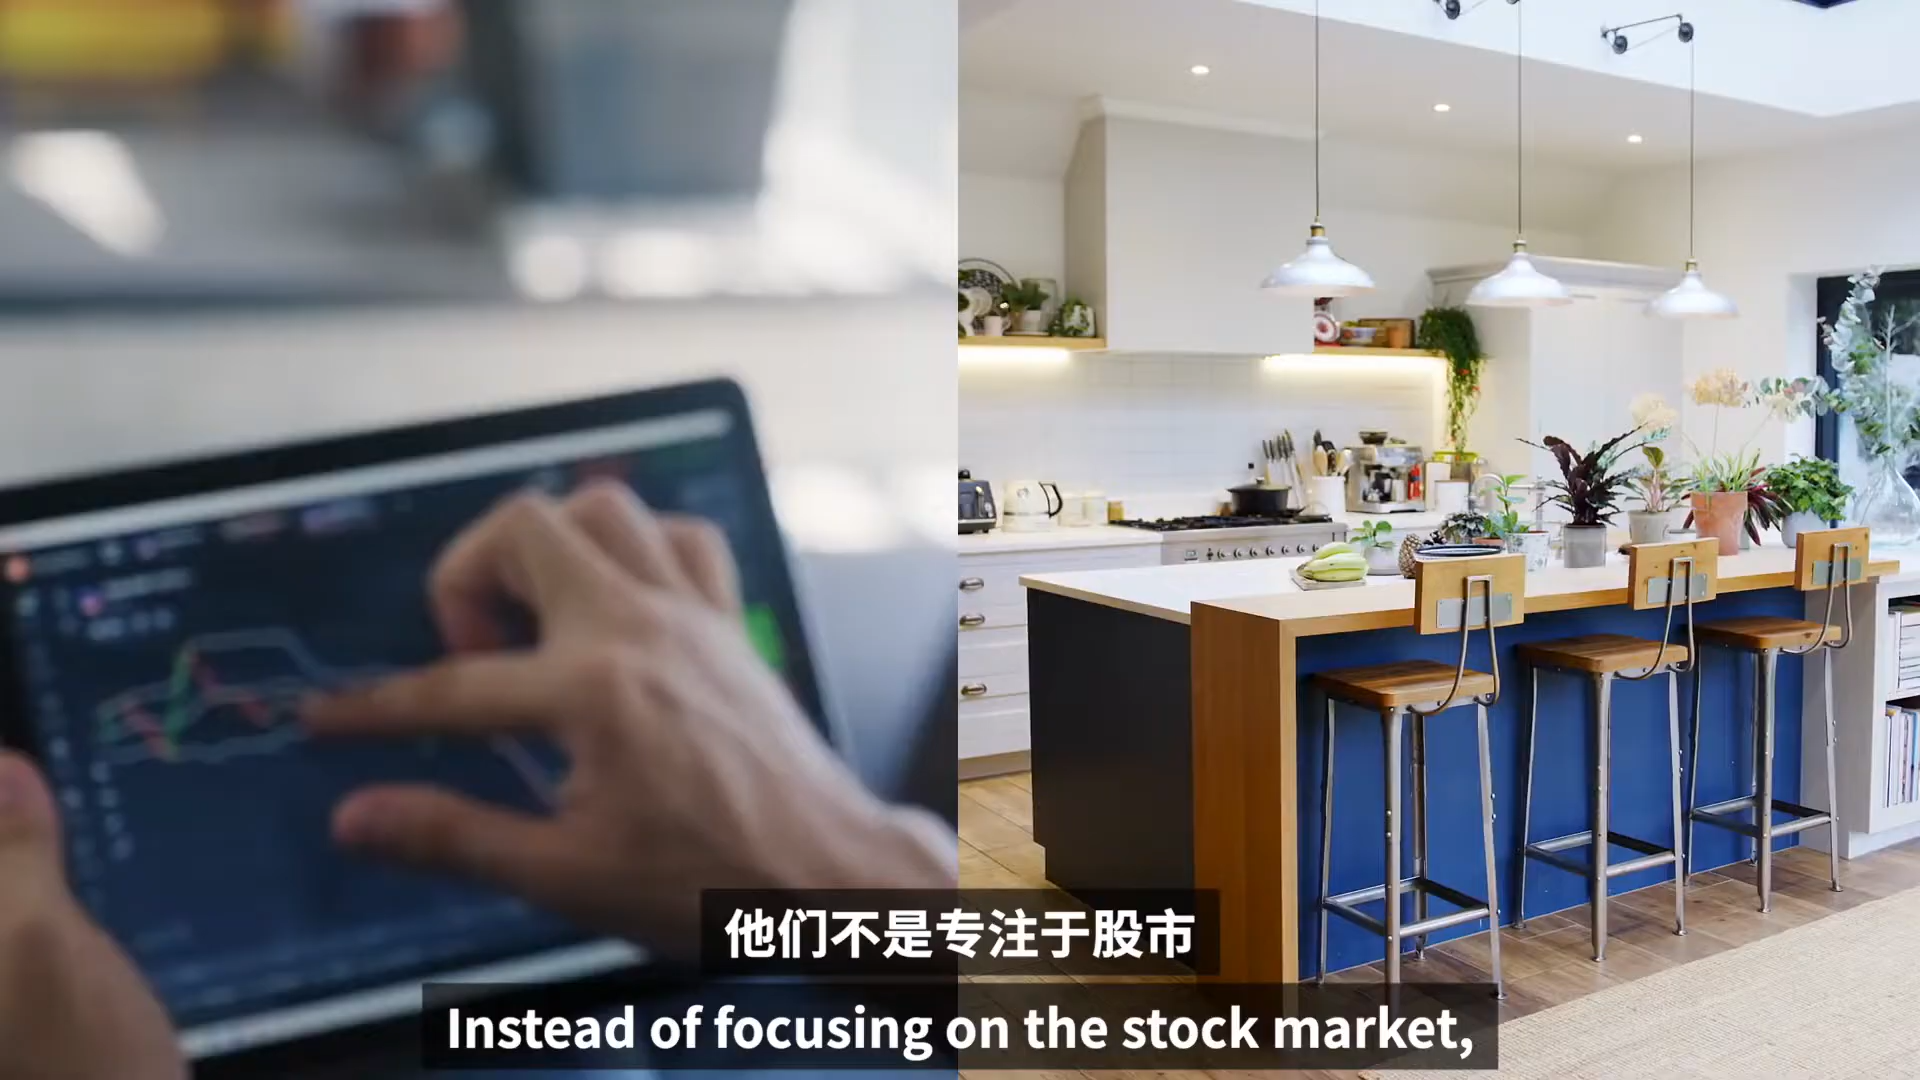 他们不是专注于股市
Instead of focusing on the stock market,